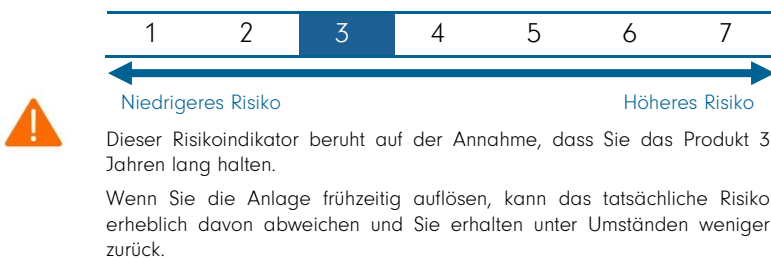 1 2 3 4 5 6 7
Niedrigeres Risiko Höheres Risiko
Dieser Risikoindikator beruht auf der Annahme, dass Sie das Produkt 3
Jahren lang halten.
Wenn Sie die Anlage frühzeitig auflösen, kann das tatsächliche Risiko
erheblich davon abweichen und Sie erhalten unter Umständen weniger
zurück.